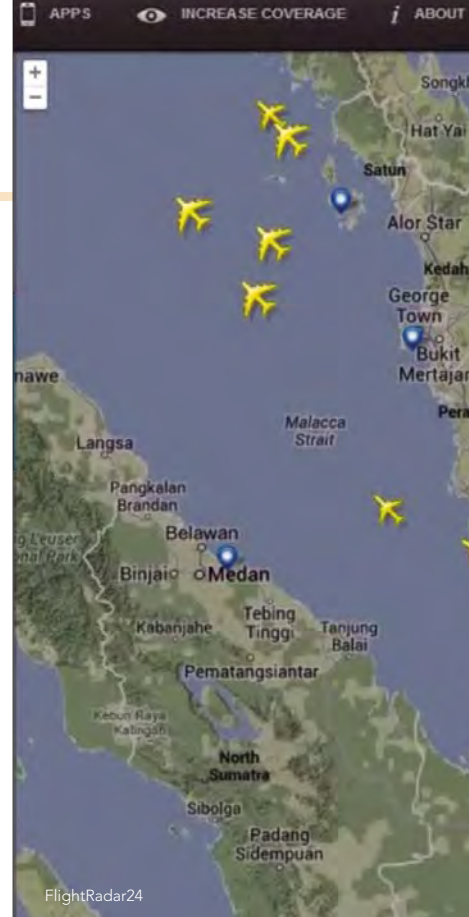 APPS INCREASE COVERAGE i ABOUT
+
−
Hat Yai
Satun
Alor Star
Kedah
George
Town
Bukit
nawe
Malacca
Strait
Langsa
Pangkalan
Brandan
Belawan
Binjai
Medan
Kabanjahe
Tebing
Tinggi
Tanjung
Balai
Pematangsiantar
North
Sumatra
Sibolga
Padang
Sidempuan
FlightRadar24